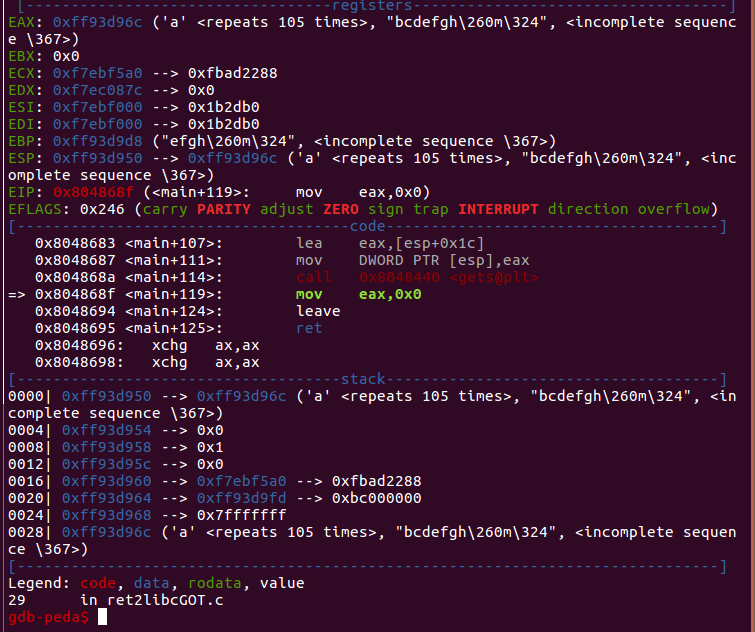 [----------------------------------registers-----------------------------------]
EAX: 0xff93d96c ('a' <repeats 105 times>, "bcdefgh\260m\324", <incomplete sequenc
e \367>)
EBX: 0x0
ECX: 0xf7ebf5a0 --> 0xfbad2288
EDX: 0xf7ec087c --> 0x0
ESI: 0xf7ebf000 --> 0x1b2db0
EDI: 0xf7ebf000 --> 0x1b2db0
EBP: 0xff93d9d8 ("efgh\260m\324", <incomplete sequence \367>)
ESP: 0xff93d950 --> 0xff93d96c ('a' <repeats 105 times>, "bcdefgh\260m\324", <inc
omplete sequence \367>)
EIP: 0x804868f (<main+119>:     mov    eax,0x0)
EFLAGS: 0x246 (carry PARITY adjust ZERO sign trap INTERRUPT direction overflow)
[-------------------------------------code-------------------------------------]
   0x8048683 <main+107>:        lea    eax,[esp+0x1c]
   0x8048687 <main+111>:        mov    DWORD PTR [esp],eax
   0x804868a <main+114>:        call   0x8048440 <gets@plt>
=> 0x804868f <main+119>:        mov    eax,0x0
   0x8048694 <main+124>:        leave
   0x8048695 <main+125>:        ret
   0x8048696:   xchg   ax,ax
   0x8048698:   xchg   ax,ax
[------------------------------------stack-------------------------------------]
0000| 0xff93d950 --> 0xff93d96c ('a' <repeats 105 times>, "bcdefgh\260m\324", <in
complete sequence \367>)
0004| 0xff93d954 --> 0x0
0008| 0xff93d958 --> 0x1
0012| 0xff93d95c --> 0x0
0016| 0xff93d960 --> 0xf7ebf5a0 --> 0xfbad2288
0020| 0xff93d964 --> 0xff93d9fd --> 0xbc000000
0024| 0xff93d968 --> 0x7fffffff
0028| 0xff93d96c ('a' <repeats 105 times>, "bcdefgh\260m\324", <incomplete sequen
ce \367>)
[------------------------------------------------------------------------------]
Legend: code, data, rodata, value
29      in ret2libcGOT.c
gdb-peda$